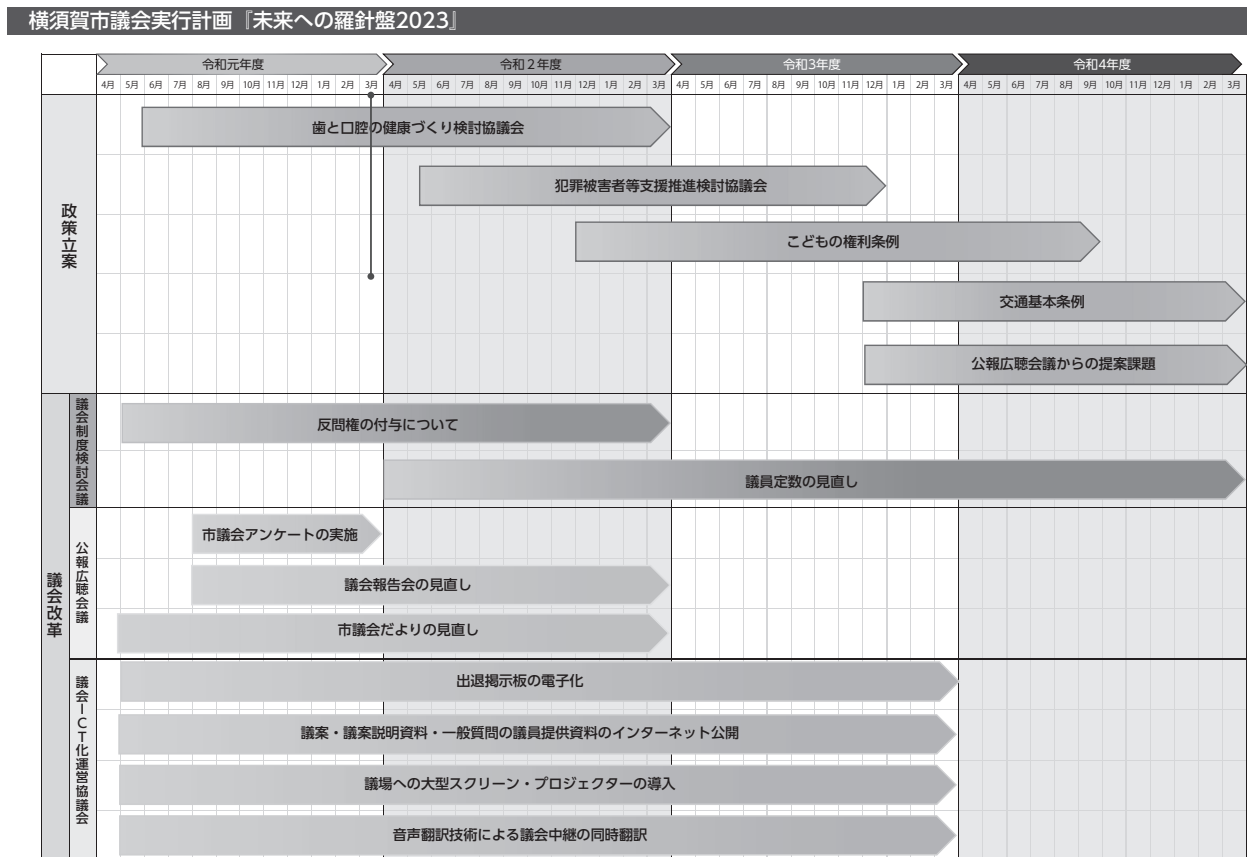 横須賀市議会実行計画『未来への羅針盤2023』
令和元年度 令和2年度 令和3年度 令和4年度
4月 5月 6月 7月 8月 9月 10月 11月 12月 1月 2月 3月 4月 5月 6月 7月 8月 9月 10月 11月 12月 1月 2月 3月 4月 5月 6月 7月 8月 9月 10月 11月 12月 1月 2月 3月 4月 5月 6月 7月 8月 9月 10月 11月 12月 1月 2月 3月
政策立案
歯と口腔の健康づくり検討協議会
犯罪被害者等支援推進検討協議会
こどもの権利条例
交通基本条例
公報広聴会議からの提案課題
議会改革
議会制度検討会議
反問権の付与について
議員定数の見直し
公報広聴会議
市議会アンケートの実施
議会報告会の見直し
市議会だよりの見直し
議会ICT化運営協議会
出退掲示板の電子化
議案・議案説明資料・一般質問の議員提供資料のインターネット公開
議場への大型スクリーン・プロジェクターの導入
音声翻訳技術による議会中継の同時翻訳